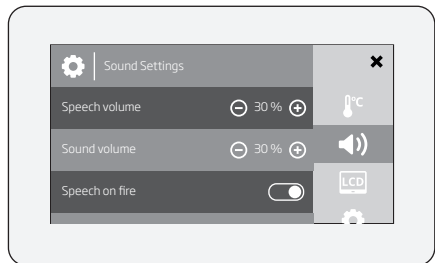 Sound Settings
Speech volume 30 %
Sound volume 30 %
Speech on fire
°C
LCD